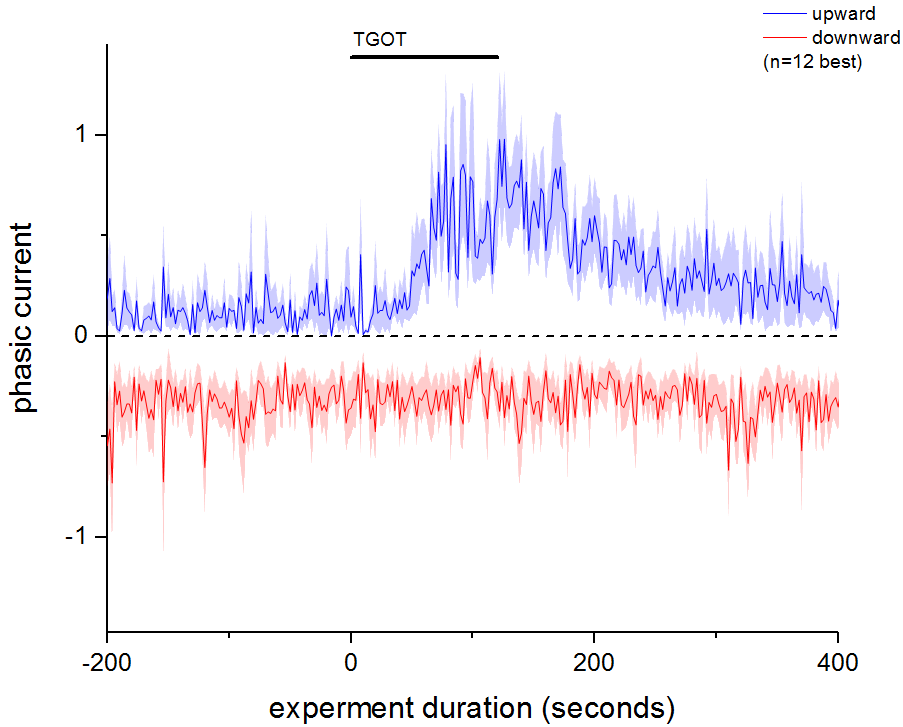 upward
downward
(n=12 best)
TGOT
1
0
-1
phasic current
-200
0
200
400
experment duration (seconds)